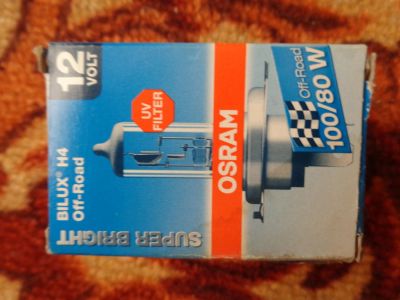 12
VOLT
BILUX® H4
Off-Road
SUPER BRIGHT
UV
FILTER
OSRAM
Off-Road
100/80 W